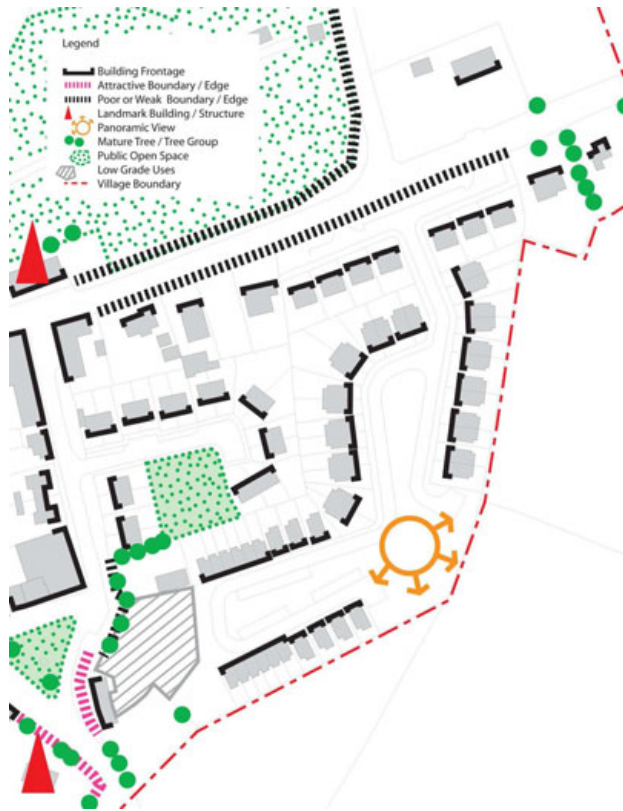 Legend
Building Frontage
Attractive Boundary / Edge
Poor or Weak Boundary / Edge
Landmark Building / Structure
Panoramic View
Mature Tree / Tree Group
Public Open Space
Low Grade Uses
Village Boundary